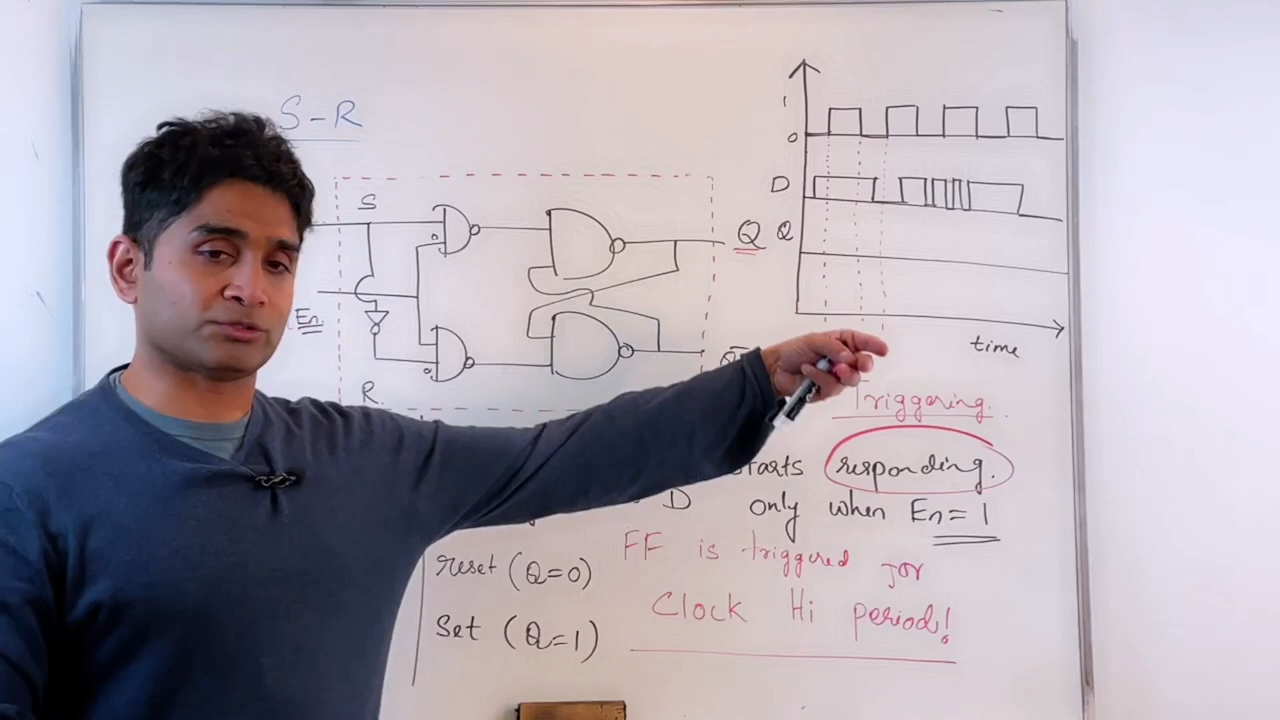 S-R
S
Q
En.
R.
1
0
D
Q
time
Triggering.
starts responding.
D only when En=1
reset (Q=0)
FF is triggered for
Set (Q=1)
Clock Hi period!